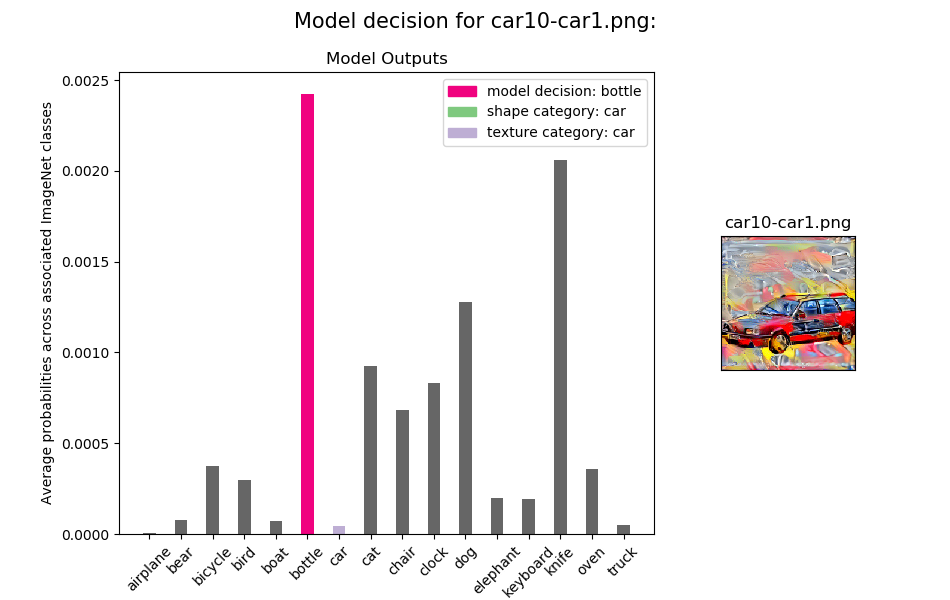 Model decision for car10-car1.png:
Model Outputs
Average probabilities across associated ImageNet classes
0.0025
0.0020
0.0015
0.0010
0.0005
0.0000
model decision: bottle
shape category: car
texture category: car
airplane
bear
bicycle
bird
boat
bottle
car
cat
chair
clock
dog
elephant
keyboard
knife
oven
truck
car10-car1.png